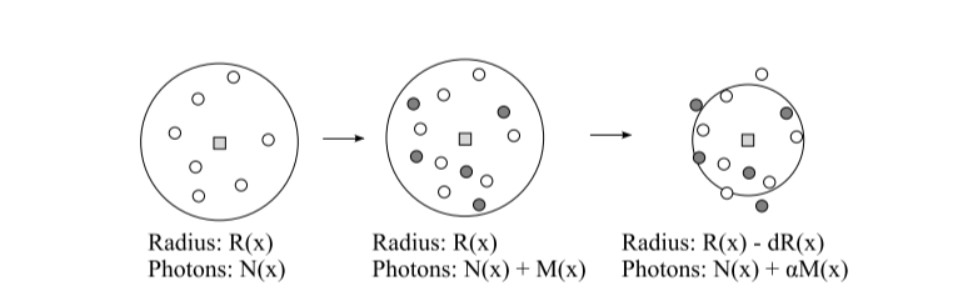 Radius: R(x)
Photons: N(x)
Radius: R(x)
Photons: N(x) + M(x)
Radius: R(x) - dR(x)
Photons: N(x) + αM(x)